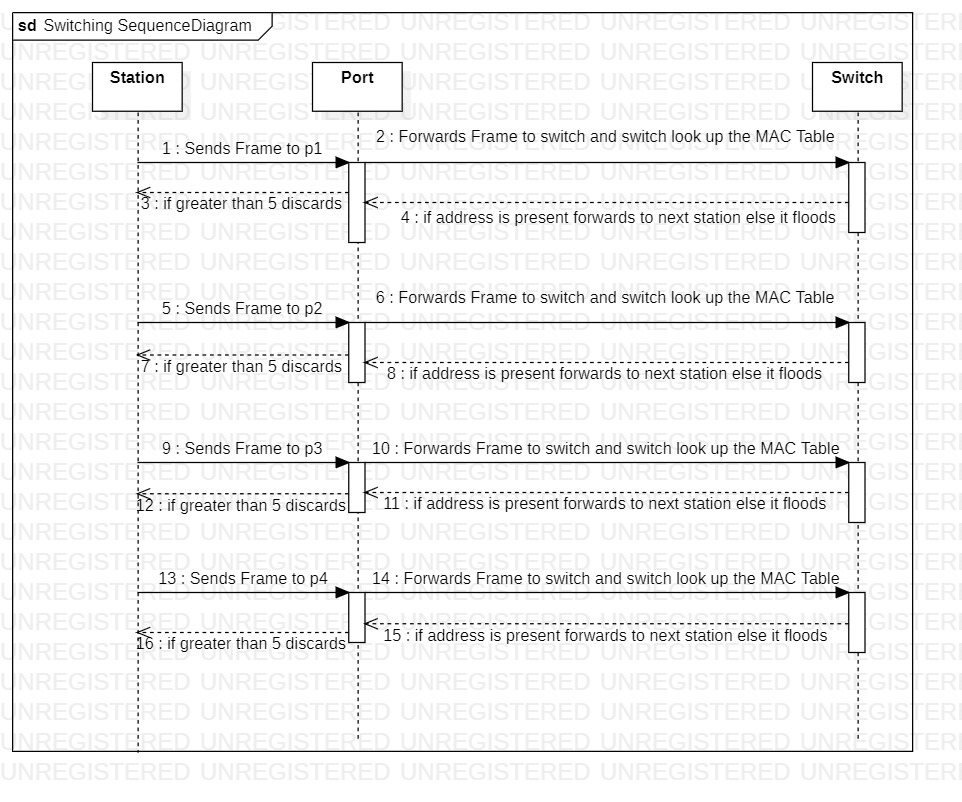 sd Switching SequenceDiagram
Station
Port
Switch
2 : Forwards Frame to switch and switch look up the MAC Table
1 : Sends Frame to p1
3 : if greater than 5 discards
4 : if address is present forwards to next station else it floods
6 : Forwards Frame to switch and switch look up the MAC Table
5 : Sends Frame to p2
7 : if greater than 5 discards
8 : if address is present forwards to next station else it floods
9 : Sends Frame to p3
10 : Forwards Frame to switch and switch look up the MAC Table
12 : if greater than 5 discards
11 : if address is present forwards to next station else it floods
13 : Sends Frame to p4
14 : Forwards Frame to switch and switch look up the MAC Table
16 : if greater than 5 discards
15 : if address is present forwards to next station else it floods
UNREGISTERED UNREGISTERED UNREGISTERED UNREGISTERED UNREGISTERI